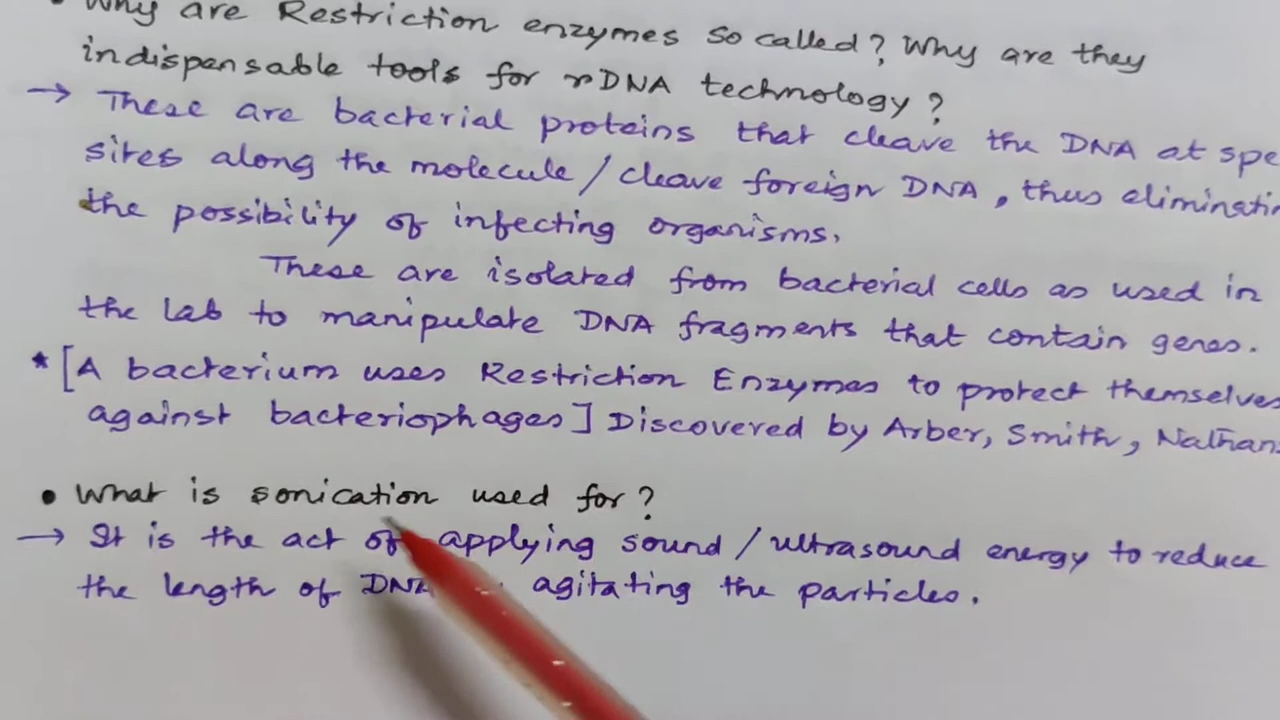 • Why are Restriction enzymes so called? Why are they
indispensable tools for rDNA technology?
→ These are bacterial proteins that cleave the DNA at spe
sites along the molecule / cleave foreign DNA, thus eliminatin
the possibility of infecting organisms.
These are isolated from bacterial cells as used in
the lab to manipulate DNA fragments that contain genes.
* [A bacterium uses Restriction Enzymes to protect themselves
against bacteriophages] Discovered by Arber, Smith, Nathans
• What is sonication used for?
→ It is the act of applying sound / ultrasound energy to reduce
the length of DNA agitating the particles.